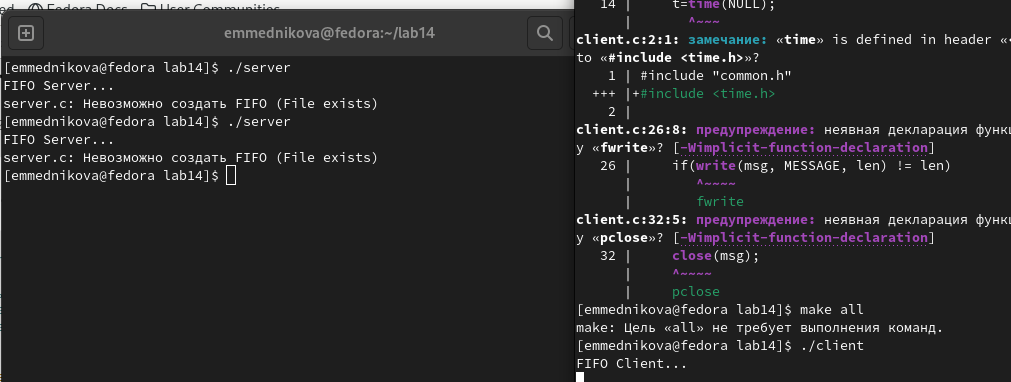 Fedora Docs
User Communities
emmednikova@fedora:~/lab14
[emmednikova@fedora lab14]$ ./server
FIFO Server...
server.c: Невозможно создать FIFO (File exists)
[emmednikova@fedora lab14]$ ./server
FIFO Server...
server.c: Невозможно создать FIFO (File exists)
[emmednikova@fedora lab14]$
14 | t=time(NULL);
| ^~~~
client.c:2:1: замечание: «time» is defined in header «
to «#include <time.h>»?
1 | #include "common.h"
+++ |+#include <time.h>
2 |
client.c:26:8: предупреждение: неявная декларация функ
у «fwrite»? [-Wimplicit-function-declaration]
26 | if(write(msg, MESSAGE, len) != len)
| ^~~~~
| fwrite
client.c:32:5: предупреждение: неявная декларация функ
у «pclose»? [-Wimplicit-function-declaration]
32 | close(msg);
| ^~~~~
| pclose
[emmednikova@fedora lab14]$ make all
make: Цель «all» не требует выполнения команд.
[emmednikova@fedora lab14]$ ./client
FIFO Client...